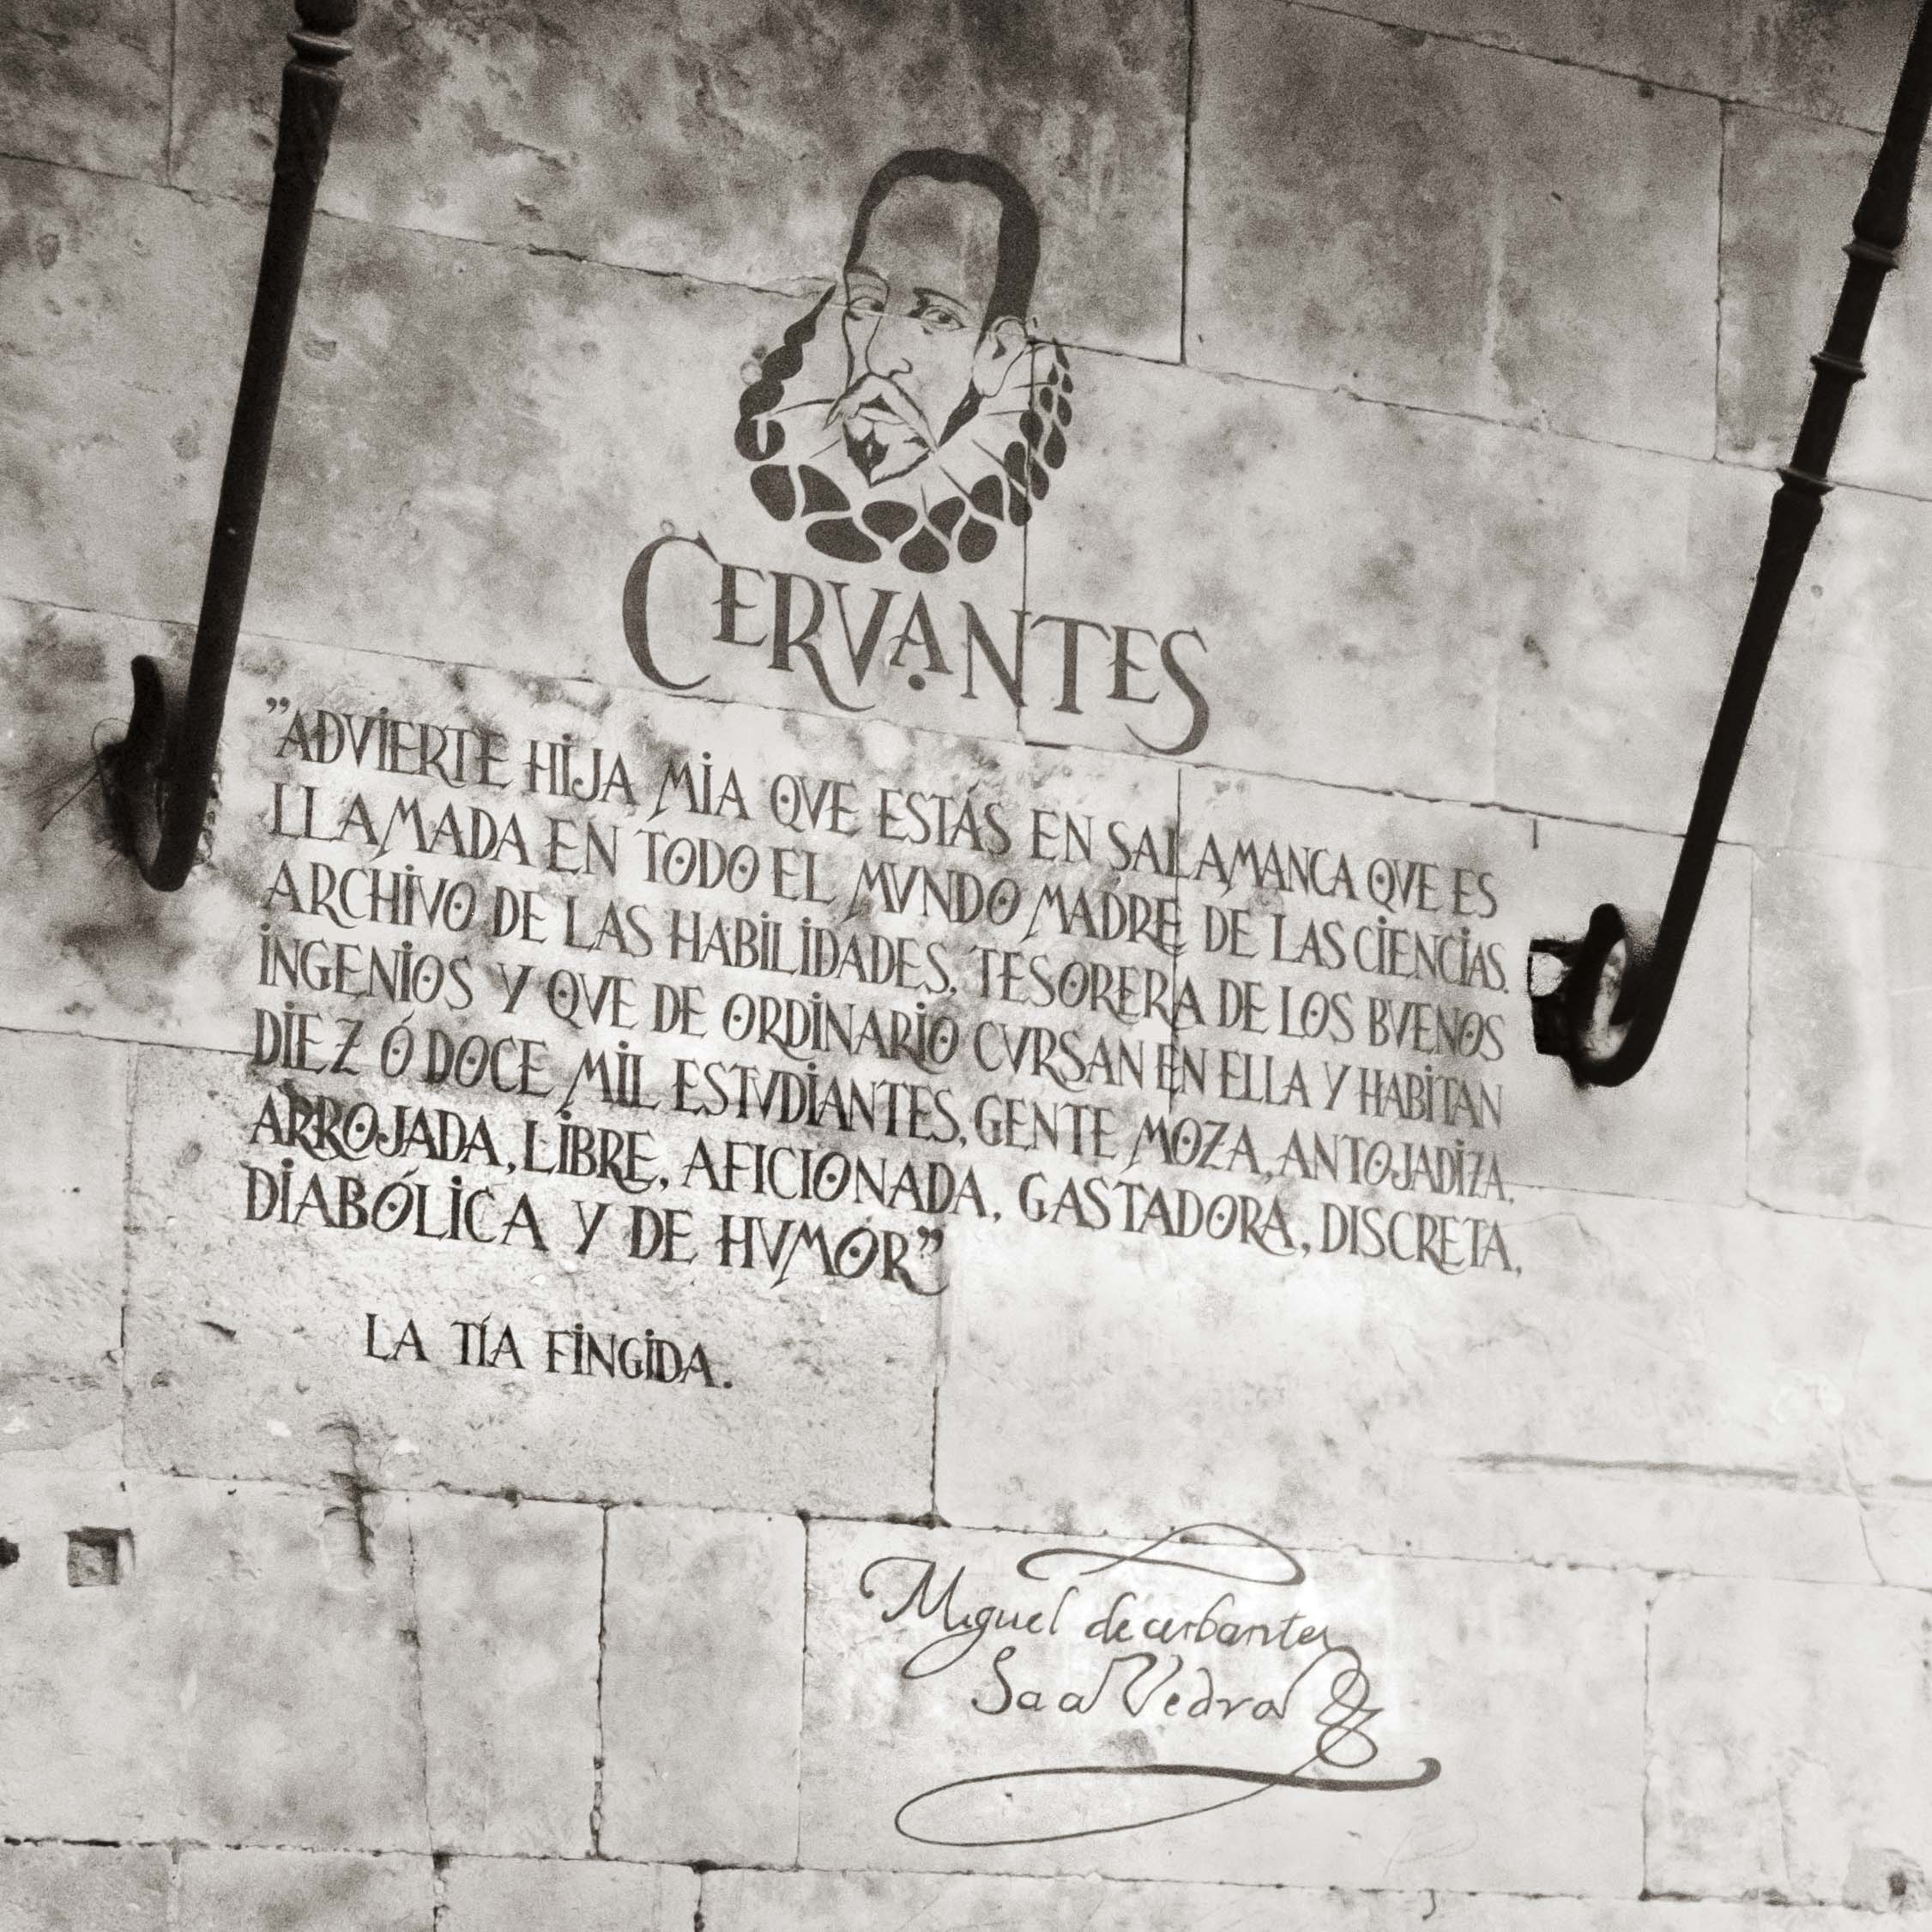 CERVANTES
"ADVIERTE HIJA MIA QVE ESTÁS EN SALAMANCA QVE ES
LLAMADA EN TODO EL MVNDO MADRE DE LAS CIENCIAS.
ARCHIVO DE LAS HABILIDADES, TESORERA DE LOS BVENOS
INGENIOS Y QVE DE ORDINARIO CVRSAN EN ELLA Y HABITAN
DIEZ Ó DOCE MIL ESTVDIANTES, GENTE MOZA, ANTOJADIZA.
ARROJADA, LIBRE, AFICIONADA, GASTADORA, DISCRETA,
DIABÓLICA Y DE HVMOR"
LA TÍA FINGIDA.
Miguel de cerbantes
Saavedra